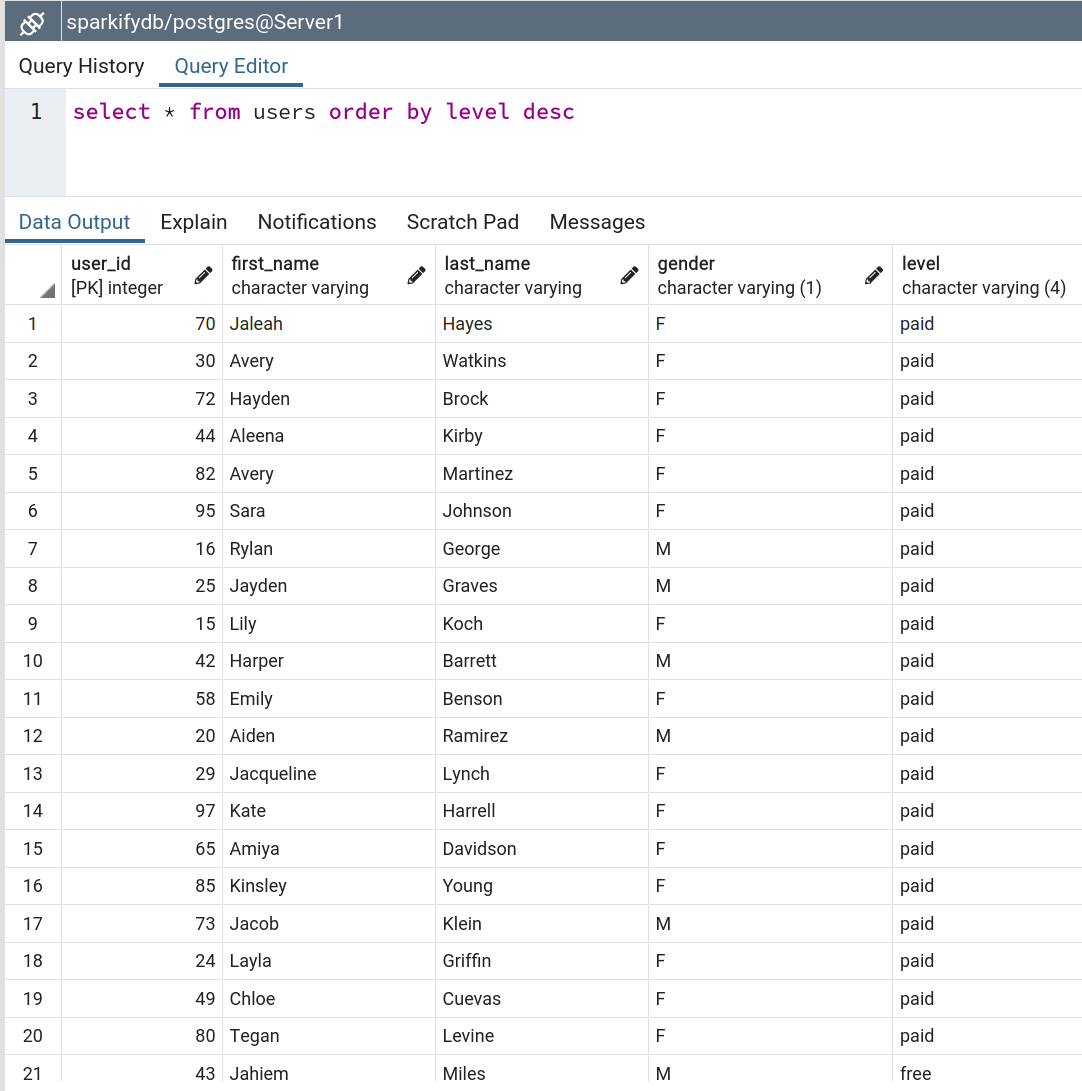 sparkifydb/postgres@Server1
Query History Query Editor
1 select * from users order by level desc
Data Output Explain Notifications Scratch Pad Messages
user_id first_name last_name gender level
[PK] integer character varying character varying character varying (1) character varying (4)
1 70 Jaleah Hayes F paid
2 30 Avery Watkins F paid
3 72 Hayden Brock F paid
4 44 Aleena Kirby F paid
5 82 Avery Martinez F paid
6 95 Sara Johnson F paid
7 16 Rylan George M paid
8 25 Jayden Graves M paid
9 15 Lily Koch F paid
10 42 Harper Barrett M paid
11 58 Emily Benson F paid
12 20 Aiden Ramirez M paid
13 29 Jacqueline Lynch F paid
14 97 Kate Harrell F paid
15 65 Amiya Davidson F paid
16 85 Kinsley Young F paid
17 73 Jacob Klein M paid
18 24 Layla Griffin F paid
19 49 Chloe Cuevas F paid
20 80 Tegan Levine F paid
21 43 Jahiem Miles M free